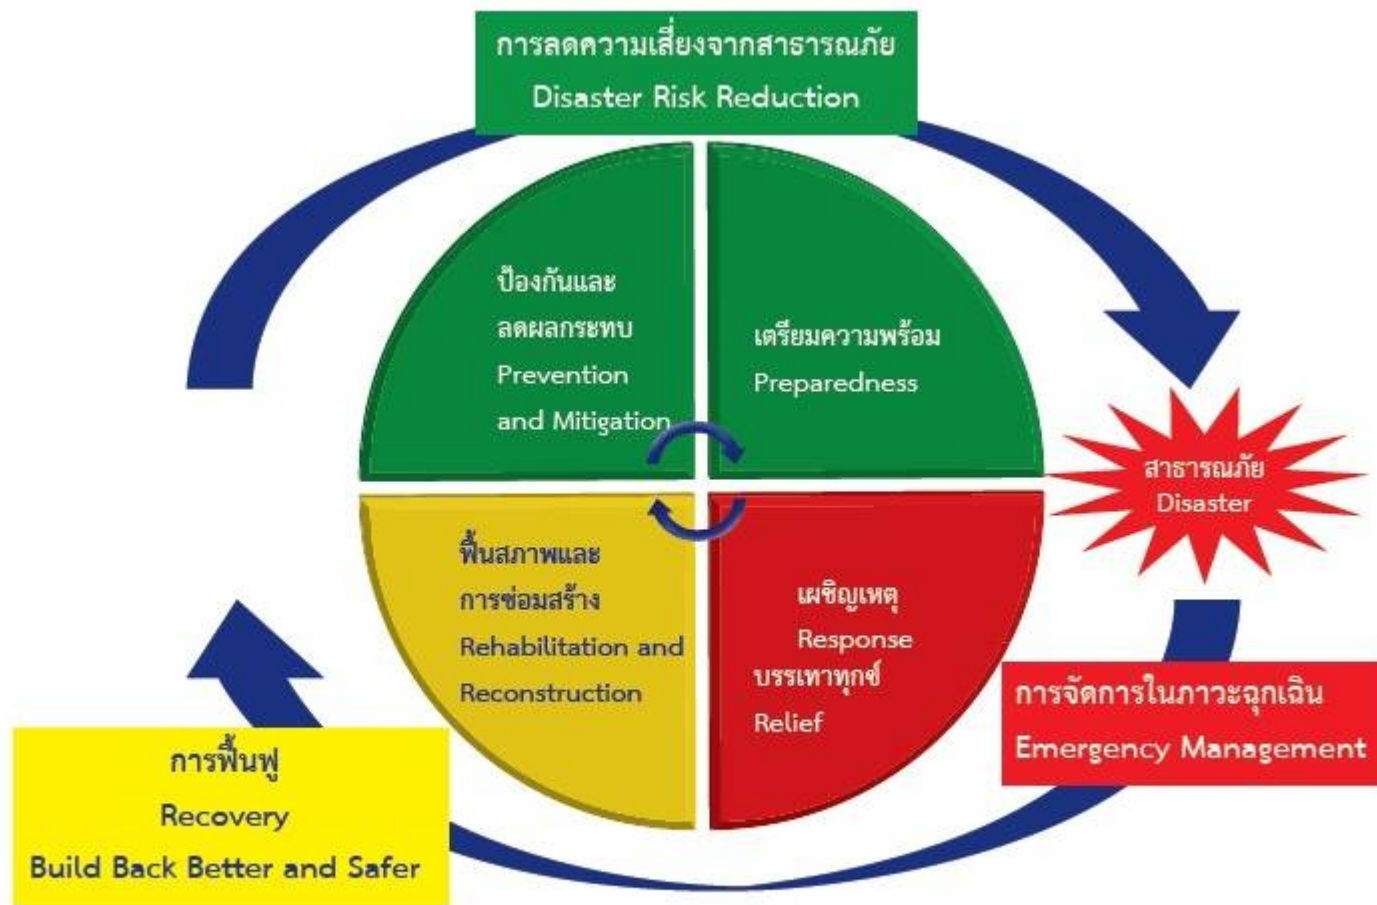 การลดความเสี่ยงจากสาธารณภัย
Disaster Risk Reduction
ป้องกันและ
ลดผลกระทบ
Prevention
and Mitigation
เตรียมความพร้อม
Preparedness
สาธารณภัย
Disaster
ฟื้นสภาพและ
การซ่อมสร้าง
Rehabilitation and
Reconstruction
เผชิญเหตุ
Response
บรรเทาทุกข์
Relief
การจัดการในภาวะฉุกเฉิน
Emergency Management
การฟื้นฟู
Recovery
Build Back Better and Safer